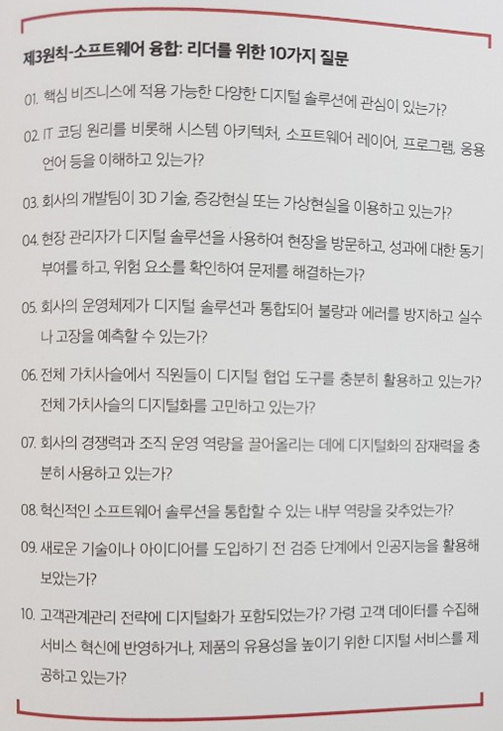 제3원칙-소프트웨어 융합: 리더를 위한 10가지 질문
01. 핵심 비즈니스에 적용 가능한 다양한 디지털 솔루션에 관심이 있는가?
02. IT 코딩 원리를 비롯해 시스템 아키텍처, 소프트웨어 레이어, 프로그램, 응용
언어 등을 이해하고 있는가?
03. 회사의 개발팀이 3D 기술, 증강현실 또는 가상현실을 이용하고 있는가?
04. 현장 관리자가 디지털 솔루션을 사용하여 현장을 방문하고, 성과에 대한 동기
부여를 하고, 위험 요소를 확인하여 문제를 해결하는가?
05. 회사의 운영체제가 디지털 솔루션과 통합되어 불량과 에러를 방지하고 실수
나 고장을 예측할 수 있는가?
06. 전체 가치사슬에서 직원들이 디지털 협업 도구를 충분히 활용하고 있는가?
전체 가치사슬의 디지털화를 고민하고 있는가?
07. 회사의 경쟁력과 조직 운영 역량을 끌어올리는 데에 디지털화의 잠재력을 충
분히 사용하고 있는가?
08. 혁신적인 소프트웨어 솔루션을 통합할 수 있는 내부 역량을 갖추었는가?
09. 새로운 기술이나 아이디어를 도입하기 전 검증 단계에서 인공지능을 활용해
보았는가?
10. 고객관계관리 전략에 디지털화가 포함되었는가? 가령 고객 데이터를 수집해
서비스 혁신에 반영하거나, 제품의 유용성을 높이기 위한 디지털 서비스를 제
공하고 있는가?